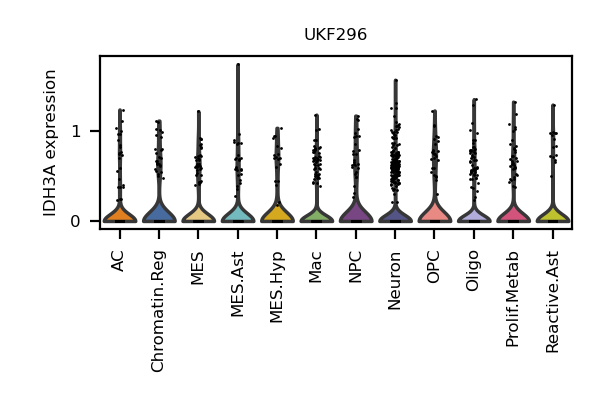 UKF296
IDH3A expression
1
0
AC
Chromatin.Reg
MES
MES.Ast
MES.Hyp
Mac
NPC
Neuron
OPC
Oligo
Prolif.Metab
Reactive.Ast